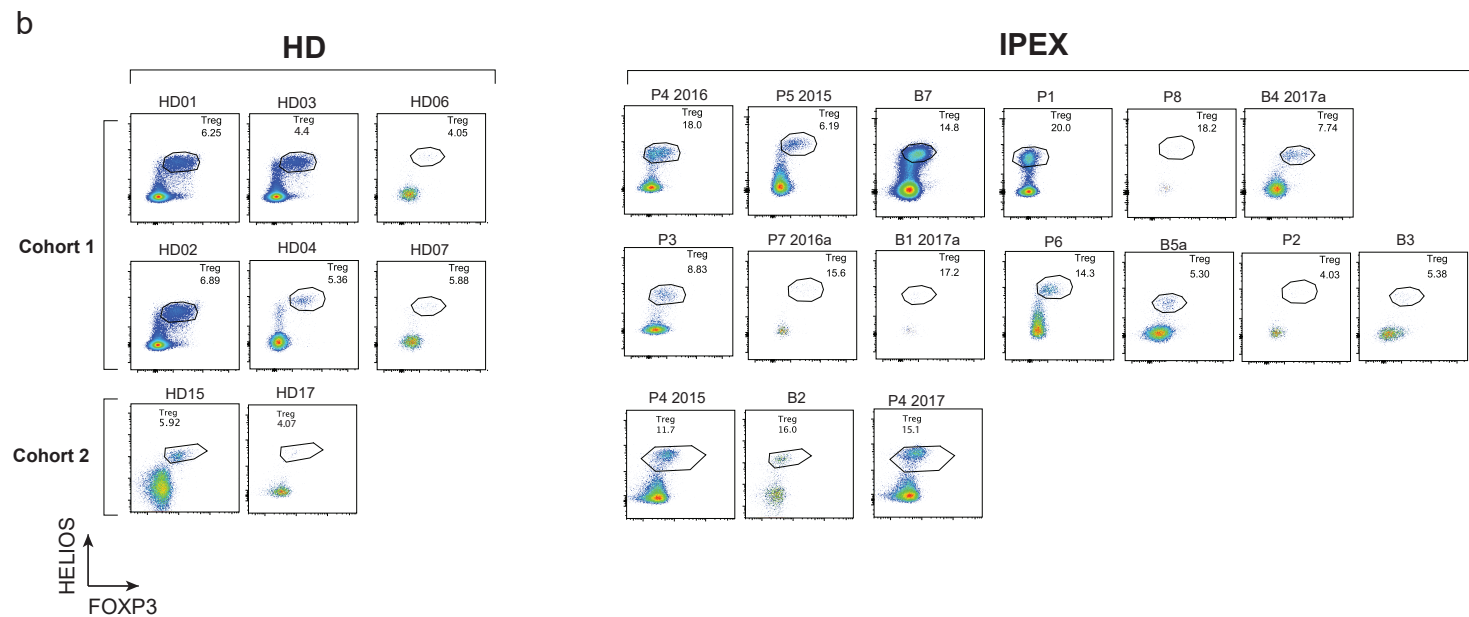 b
HD
IPEX
HD01
HD03
HD06
Treg
6.25
Treg
4.4
Treg
4.05
P4 2016
P5 2015
B7
P1
P8
B4 2017a
Treg
18.0
Treg
6.19
Treg
14.8
Treg
20.0
Treg
18.2
Treg
7.74
Cohort 1
HD02
HD04
HD07
Treg
6.89
Treg
5.36
Treg
5.88
P3
P7 2016a
B1 2017a
P6
B5a
P2
B3
Treg
8.83
Treg
15.6
Treg
17.2
Treg
14.3
Treg
5.30
Treg
4.03
Treg
5.38
Cohort 2
HD15
HD17
Treg
5.92
Treg
4.07
P4 2015
B2
P4 2017
Treg
11.7
Treg
16.0
Treg
15.1
HELIOS
FOXP3